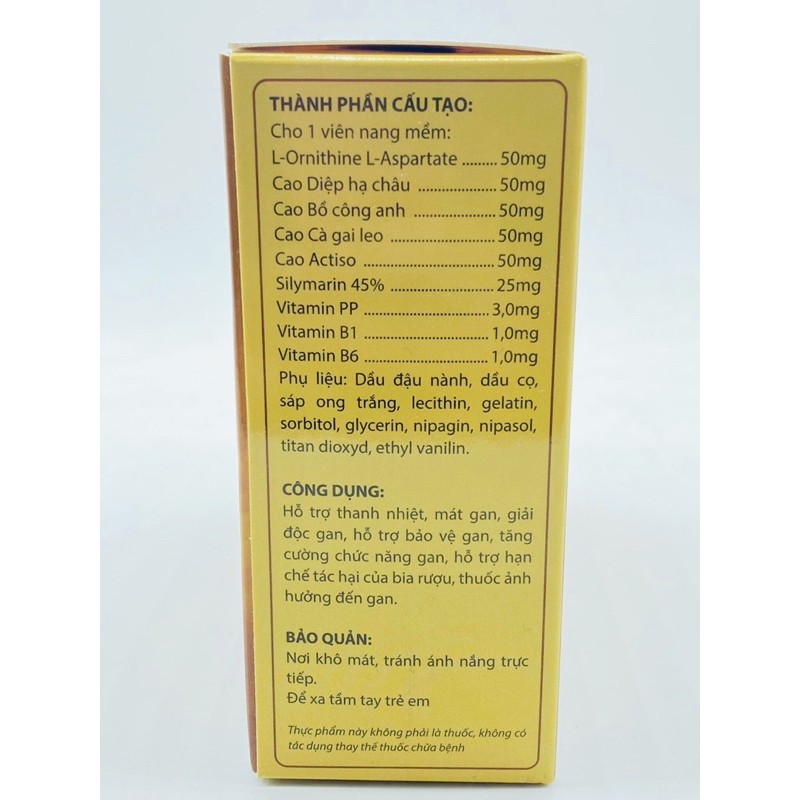 THÀNH PHẦN CẤU TẠO:
Cho 1 viên nang mềm:
L-Ornithine L-Aspartate ......... 50mg
Cao Diệp hạ châu .................. 50mg
Cao Bồ công anh ................... 50mg
Cao Cà gai leo ........................ 50mg
Cao Actiso .............................. 50mg
Silymarin 45% ........................ 25mg
Vitamin PP ............................. 3,0mg
Vitamin B1 ............................. 1,0mg
Vitamin B6 ............................. 1,0mg
Phụ liệu: Dầu đậu nành, dầu cọ,
sáp ong trắng, lecithin, gelatin,
sorbitol, glycerin, nipagin, nipasol,
titan dioxyd, ethyl vanilin.
CÔNG DỤNG:
Hỗ trợ thanh nhiệt, mát gan, giải
độc gan, hỗ trợ bảo vệ gan, tăng
cường chức năng gan, hỗ trợ hạn
chế tác hại của bia rượu, thuốc ảnh
hưởng đến gan.
BẢO QUẢN:
Nơi khô mát, tránh ánh nắng trực
tiếp.
Để xa tầm tay trẻ em
Thực phẩm này không phải là thuốc, không có
tác dụng thay thế thuốc chữa bệnh